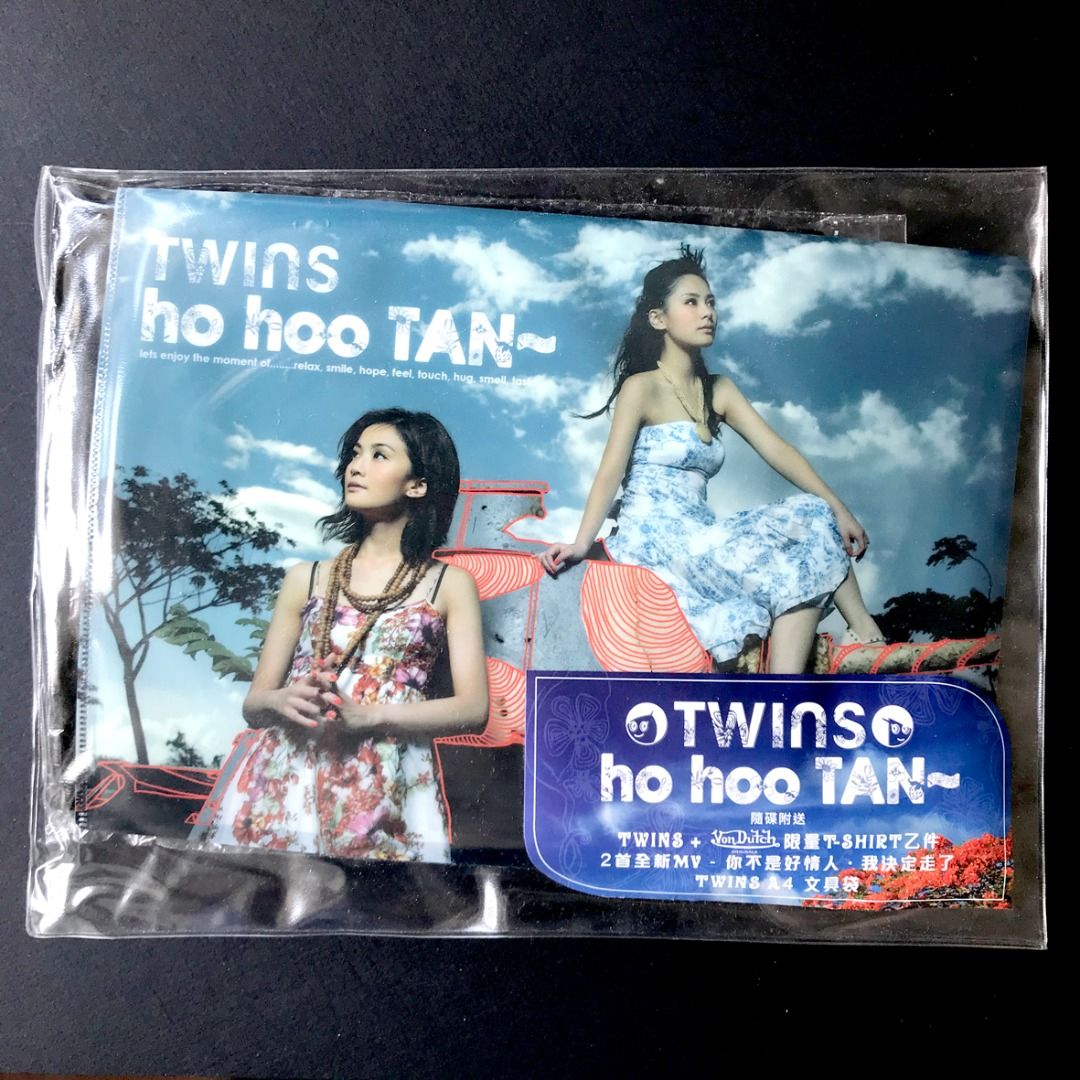 TWINS
ho hoo TAN~
lets enjoy the moment of........relax, smile, hope, feel, touch, hug, smell,
TWINS
ho hoo TAN~
隨碟附送
TWINS + Von Dutch 限量T-SHIRT乙件
2首全新MV - 你不是好情人·我決定走了
TWINS A4 文具袋